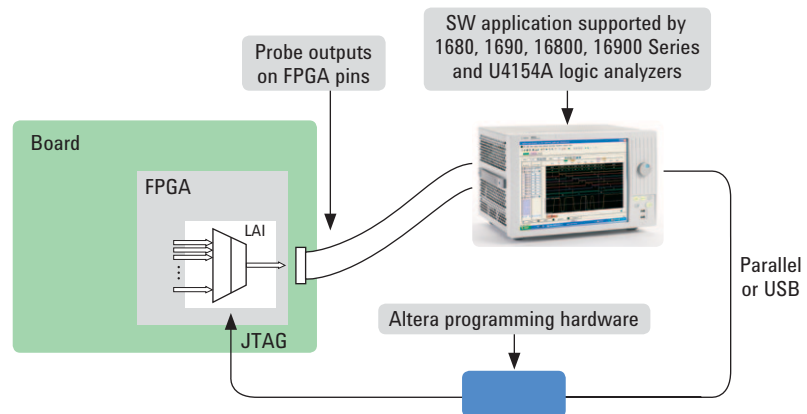 SW application supported by
1680, 1690, 16800, 16900 Series
and U4154A logic analyzers
Probe outputs
on FPGA pins
Board
FPGA
LAI
Parallel
or USB
JTAG
Altera programming hardware